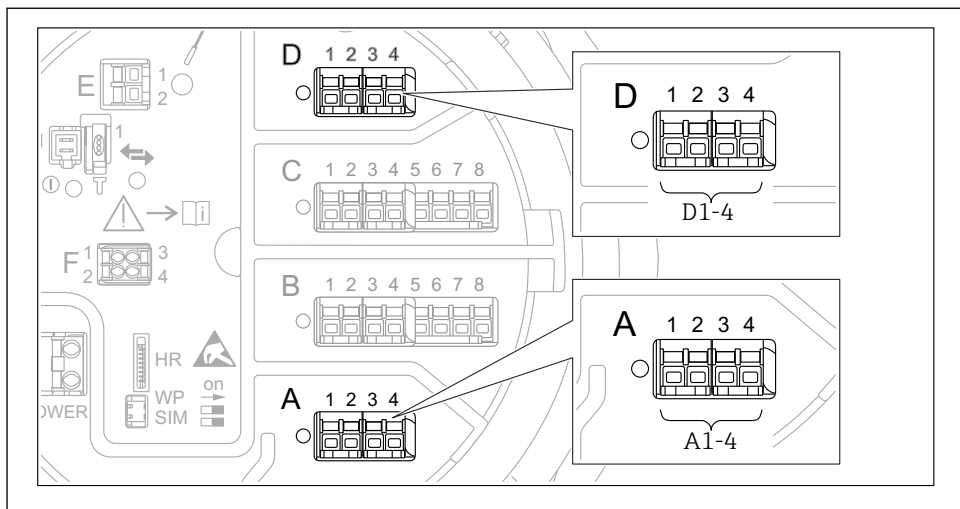 D 1 2 3 4
E 1
2
1
C 1 2 3 4 5 6 7 8
i
F 1 3
2 4
B 1 2 3 4 5 6 7 8
HR
WP on
SIM
OWER
A 1 2 3 4
D 1 2 3 4
D1-4
A 1 2 3 4
A1-4